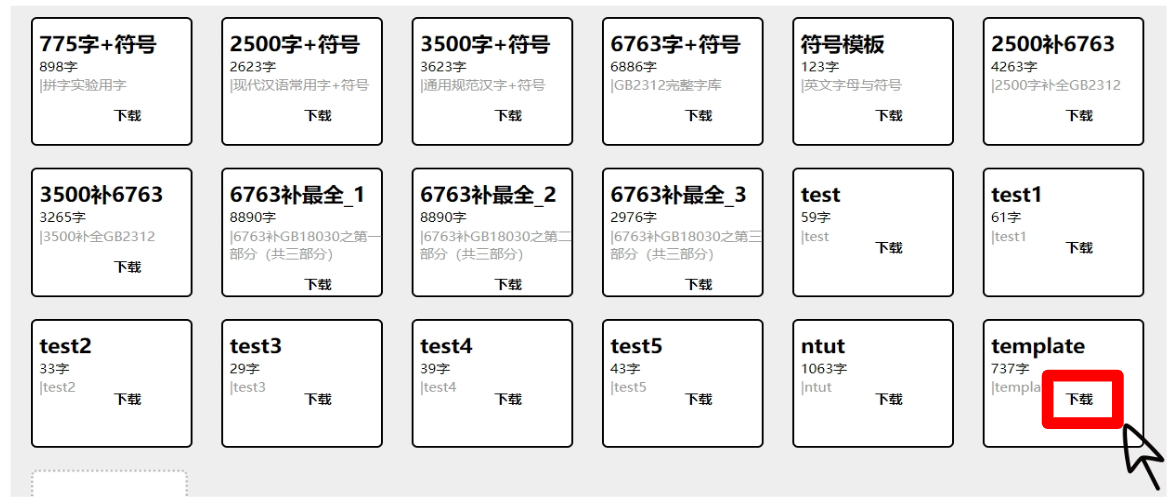 775字+符号
898字
|拼字实验用字
下载
2500字+符号
2623字
|现代汉语常用字+符号
下载
3500字+符号
3623字
|通用规范汉字+符号
下载
6763字+符号
6886字
|GB2312完整字库
下载
符号模板
123字
|英文字母与符号
下载
2500补6763
4263字
|2500字补全GB2312
下载
3500补6763
3265字
|3500补全GB2312
下载
6763补最全_1
8890字
|6763补GB18030之第一
部分（共三部分）
下载
6763补最全_2
8890字
|6763补GB18030之第二
部分（共三部分）
下载
6763补最全_3
2976字
|6763补GB18030之第三
部分（共三部分）
下载
test
59字
|test
下载
test1
61字
|test1
下载
test2
33字
|test2
下载
test3
29字
|test3
下载
test4
39字
|test4
下载
test5
43字
|test5
下载
ntut
1063字
|ntut
下载
template
737字
|templa
下载